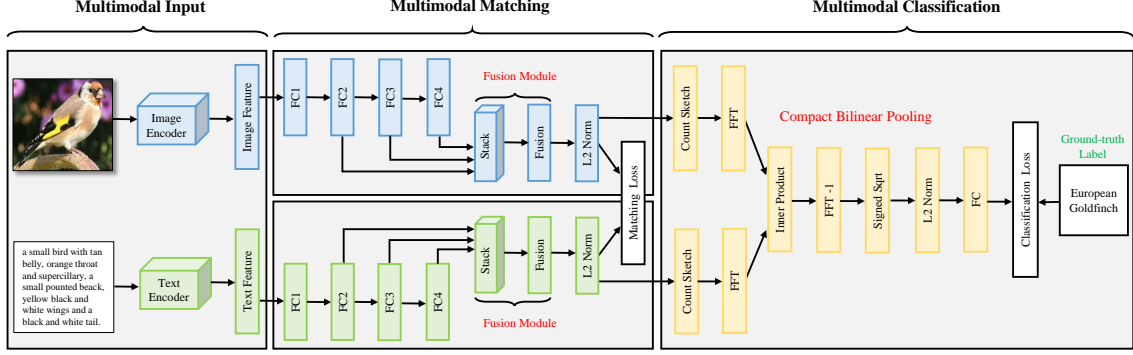 Multimodal Input
Multimodal Matching
Multimodal Classification
Image
Encoder
Image Feature
FC1
FC2
FC3
FC4
Fusion Module
Stack
Fusion
L2 Norm
a small bird with tan
belly, orange throat
and supercillary, a
small pounted beack,
yellow black and
white wings and a
black and white tail.
Text
Encoder
Text Feature
FC1
FC2
FC3
FC4
Stack
Fusion
L2 Norm
Fusion Module
Matching Loss
Count Sketch
FFT
Count Sketch
FFT
Compact Bilinear Pooling
Inner Product
FFT -1
Signed Sqrt
L2 Norm
FC
Classification Loss
Ground-truth
Label
European
Goldfinch